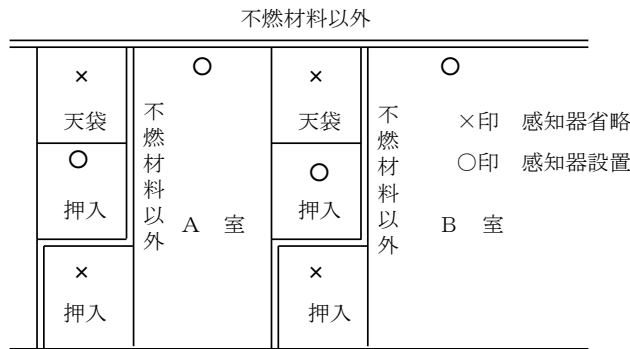 不燃材料以外
×
天袋
○
押入
×
押入
不燃材料以外
○
A 室
×
天袋
○
押入
×
押入
不燃材料以外
○
B 室
×印 感知器省略
○印 感知器設置